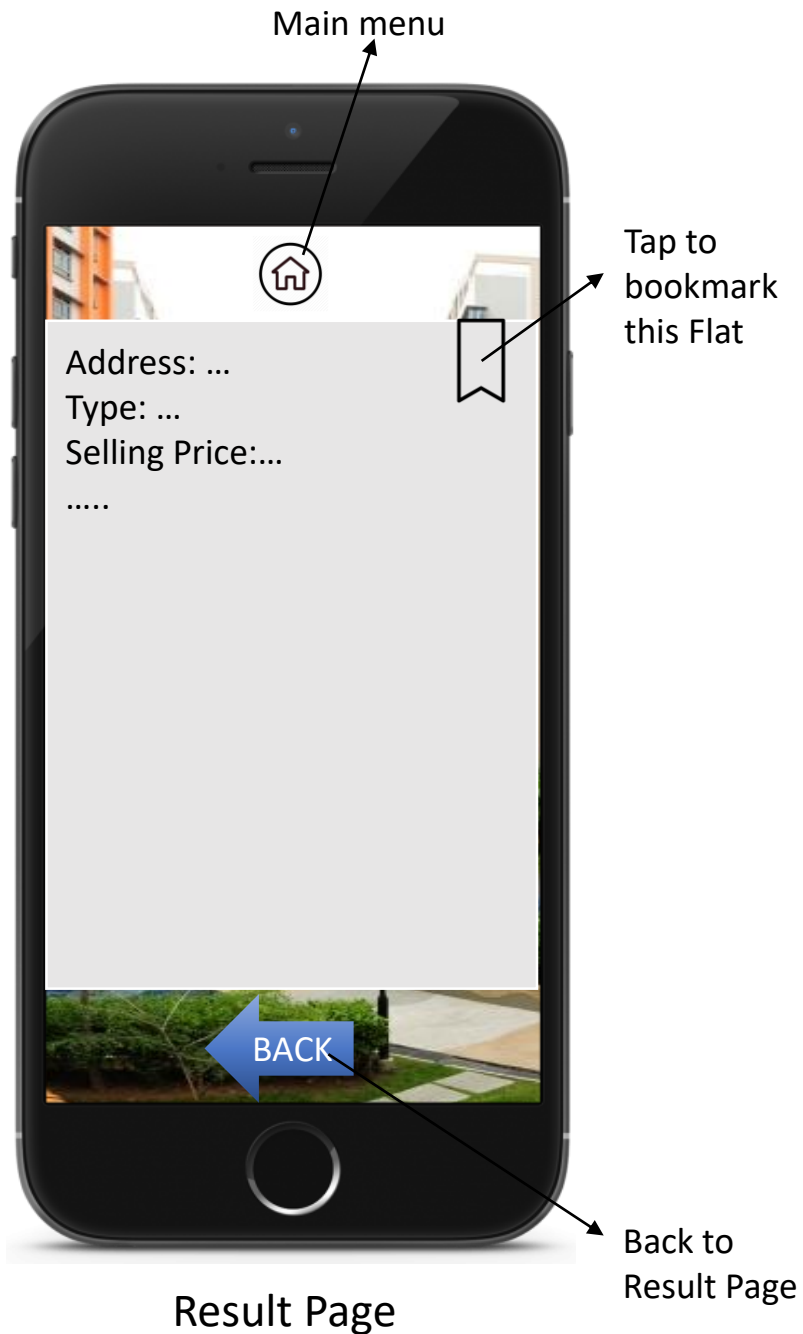 Main menu
Tap to
bookmark
this Flat
Address: ...
Type: ...
Selling Price:...
.....
BACK
Back to
Result Page
Result Page